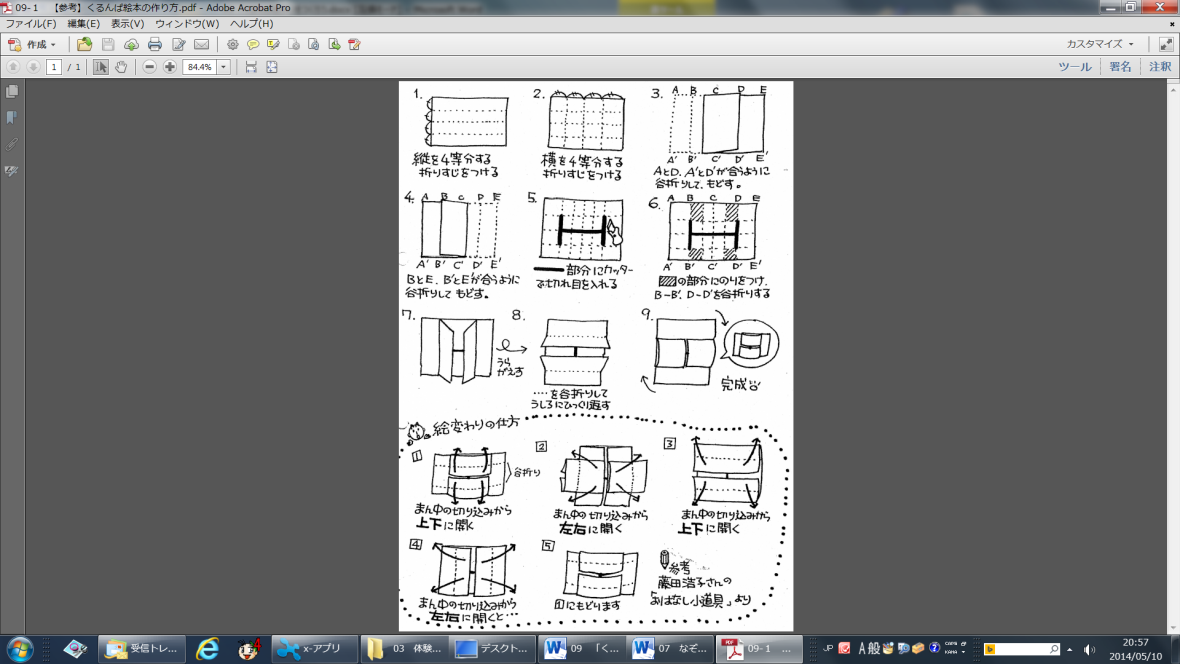 09-1 【参考】くるんぱ絵本の作り方.pdf - Adobe Acrobat Pro
ファイル(F) 編集(E) 表示(V) ウィンドウ(W) ヘルプ(H)
作成
カスタマイズ
1 / 1
84.4%
ツール 署名 注釈
1.
縦を4等分する
折りすじをつける
2.
横を4等分する
折りすじをつける
3.
A B C D E
A' B' C' D' E'
AとD、A'とD'が合うように
谷折りして、もどす。
4.
A B C D E
A' B' C' D' E'
BとE、B'とE'が合うように
谷折りして もどす。
5.
部分にカッター
で切れ目を入れる
6.
A B C D E
A' B' C' D' E'
の部分にのりをつけ、
B-B'、D-D'を谷折りする
7.
うら
がえす
8.
‥‥を谷折りして
うしろにひっくり返す
9.
完成
絵変わりの仕方
1
谷折り
まん中の切り込みから
上下に開く
2
まん中の切り込みから
左右に開く
3
まん中の切り込みから
上下に開く
4
まん中の切り込みから
左右に開くと…
5
1にもどります
参考
藤田浩子さんの
「おはなし小道具」より
受信トレ...
x-アプリ
03 体験...
デスクト...
09 「く...
07 なぞ...
09-1 ...
JP
A 般
CAPS
KANA
20:57
2014/05/10